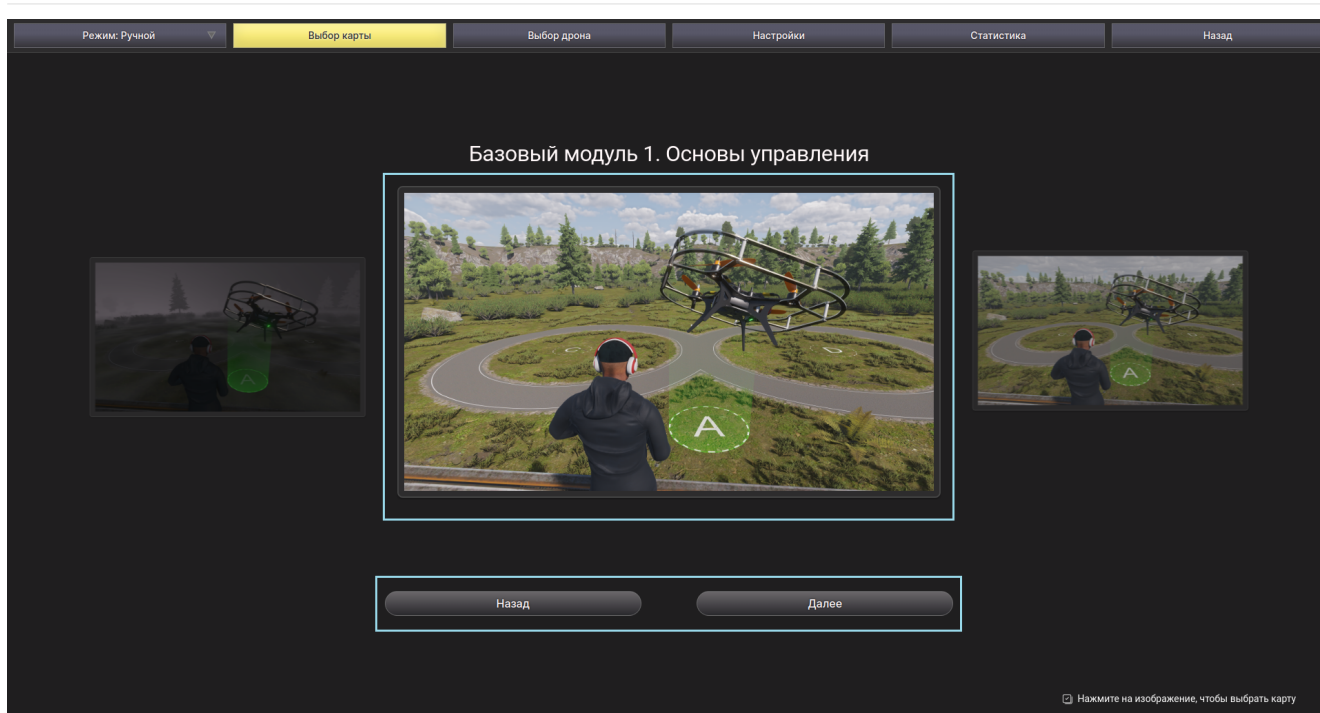 Режим: Ручной
Выбор карты
Выбор дрона
Настройки
Статистика
Назад
Базовый модуль 1. Основы управления
A
C
D
A
A
Назад
Далее
Нажмите на изображение, чтобы выбрать карту